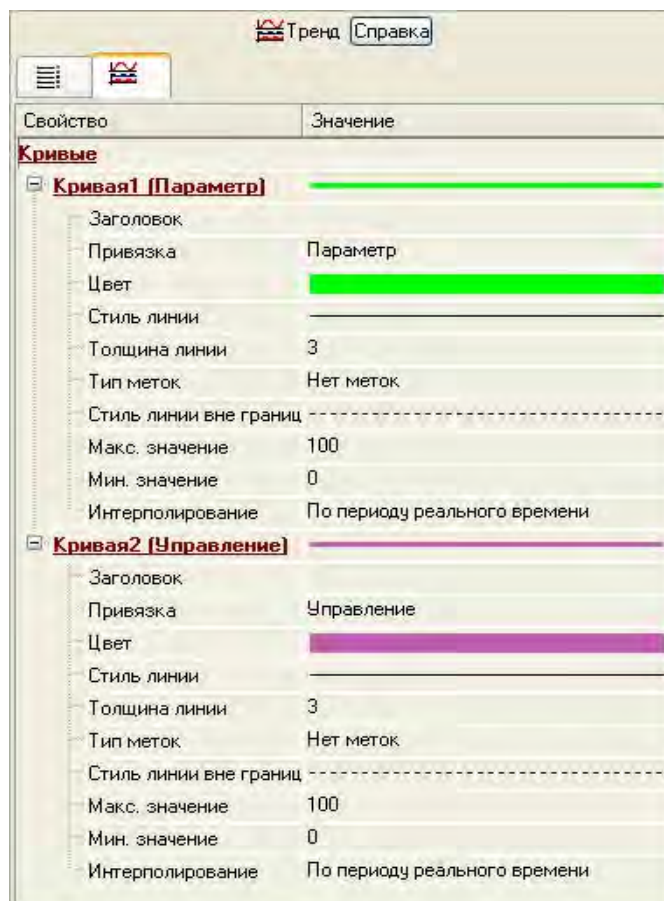 Тренд Справка
Свойство Значение
Кривые
Кривая1 (Параметр)
Заголовок
Привязка Параметр
Цвет
Стиль линии
Толщина линии 3
Тип меток Нет меток
Стиль линии вне границ
Макс. значение 100
Мин. значение 0
Интерполирование По периоду реального времени
Кривая2 (Управление)
Заголовок
Привязка Управление
Цвет
Стиль линии
Толщина линии 3
Тип меток Нет меток
Стиль линии вне границ
Макс. значение 100
Мин. значение 0
Интерполирование По периоду реального времени